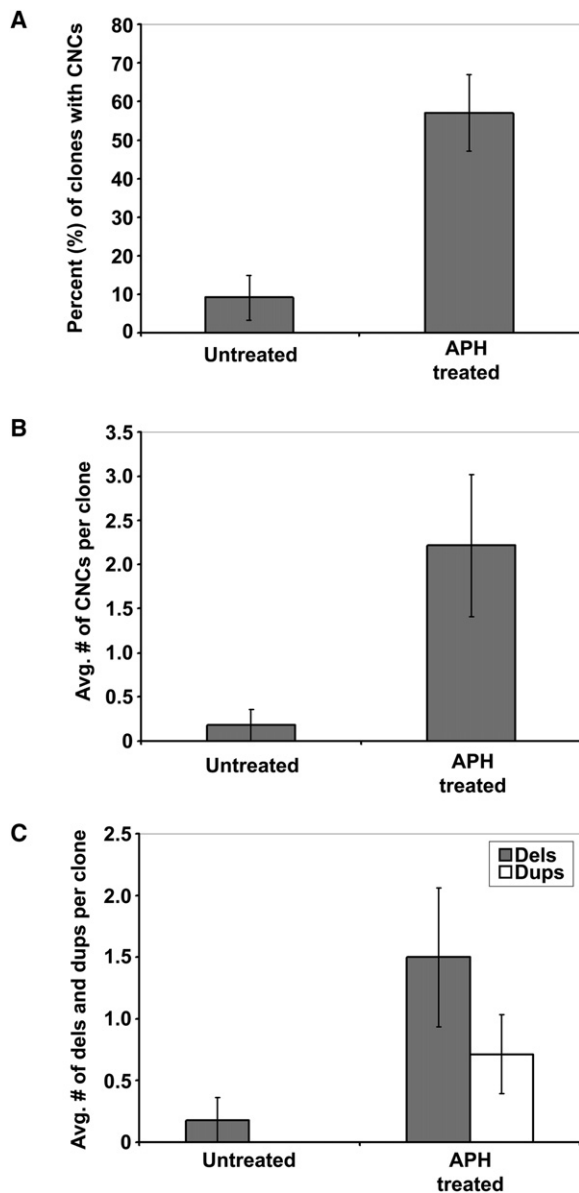 A
Percent (%) of clones with CNCs
80
70
60
50
40
30
20
10
0
Untreated
APH
treated
B
Avg. # of CNCs per clone
3.5
3.0
2.5
2.0
1.5
1.0
0.5
0
Untreated
APH
treated
C
Avg. # of dels and dups per clone
2.5
2.0
1.5
1.0
0.5
0
Dels
Dups
Untreated
APH
treated